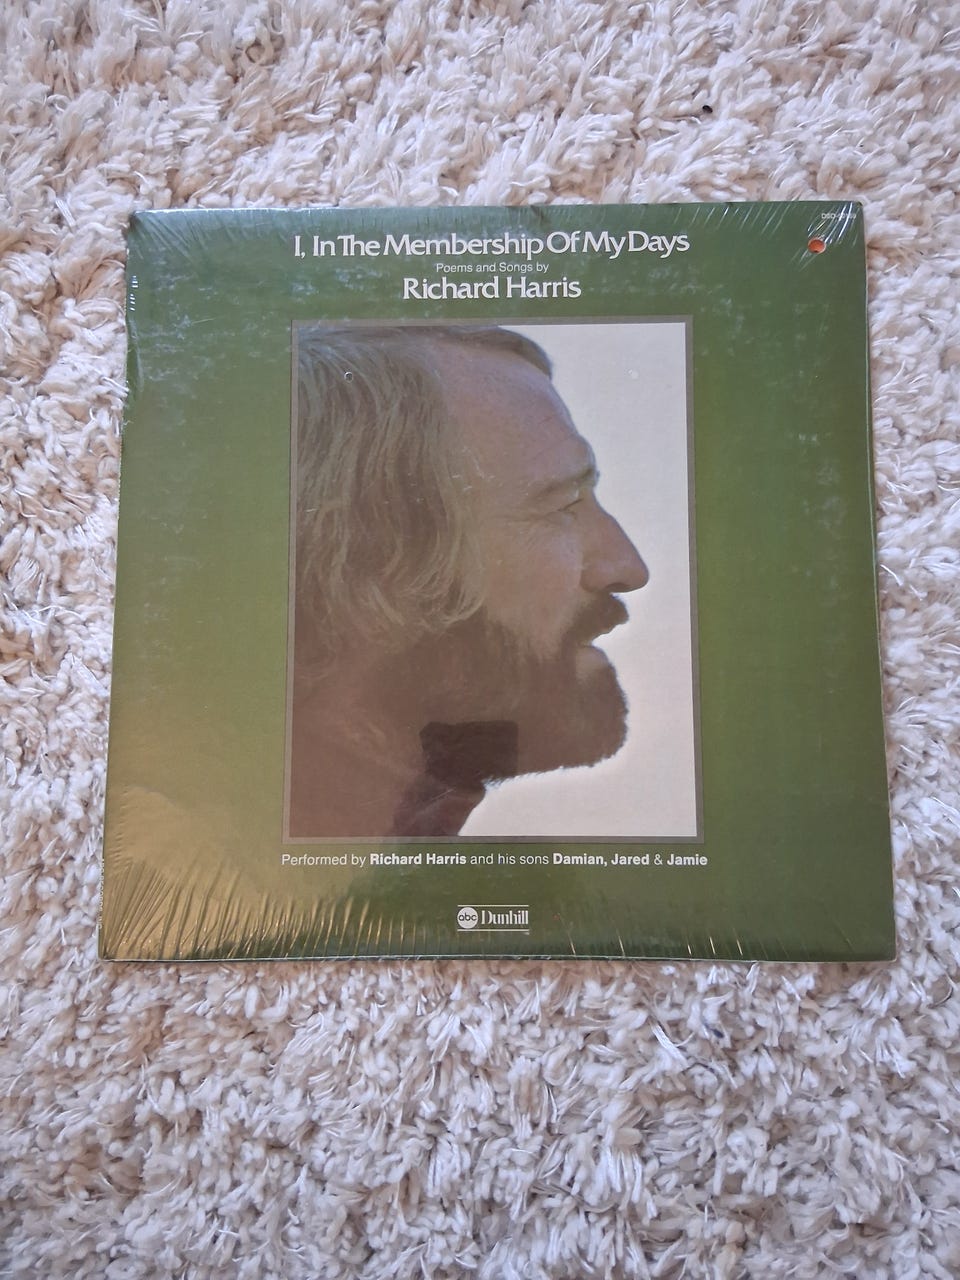 I, In The Membership Of My Days
Poems and Songs by
Richard Harris
Performed by Richard Harris and his sons Damian, Jared & Jamie
abc Dunhill